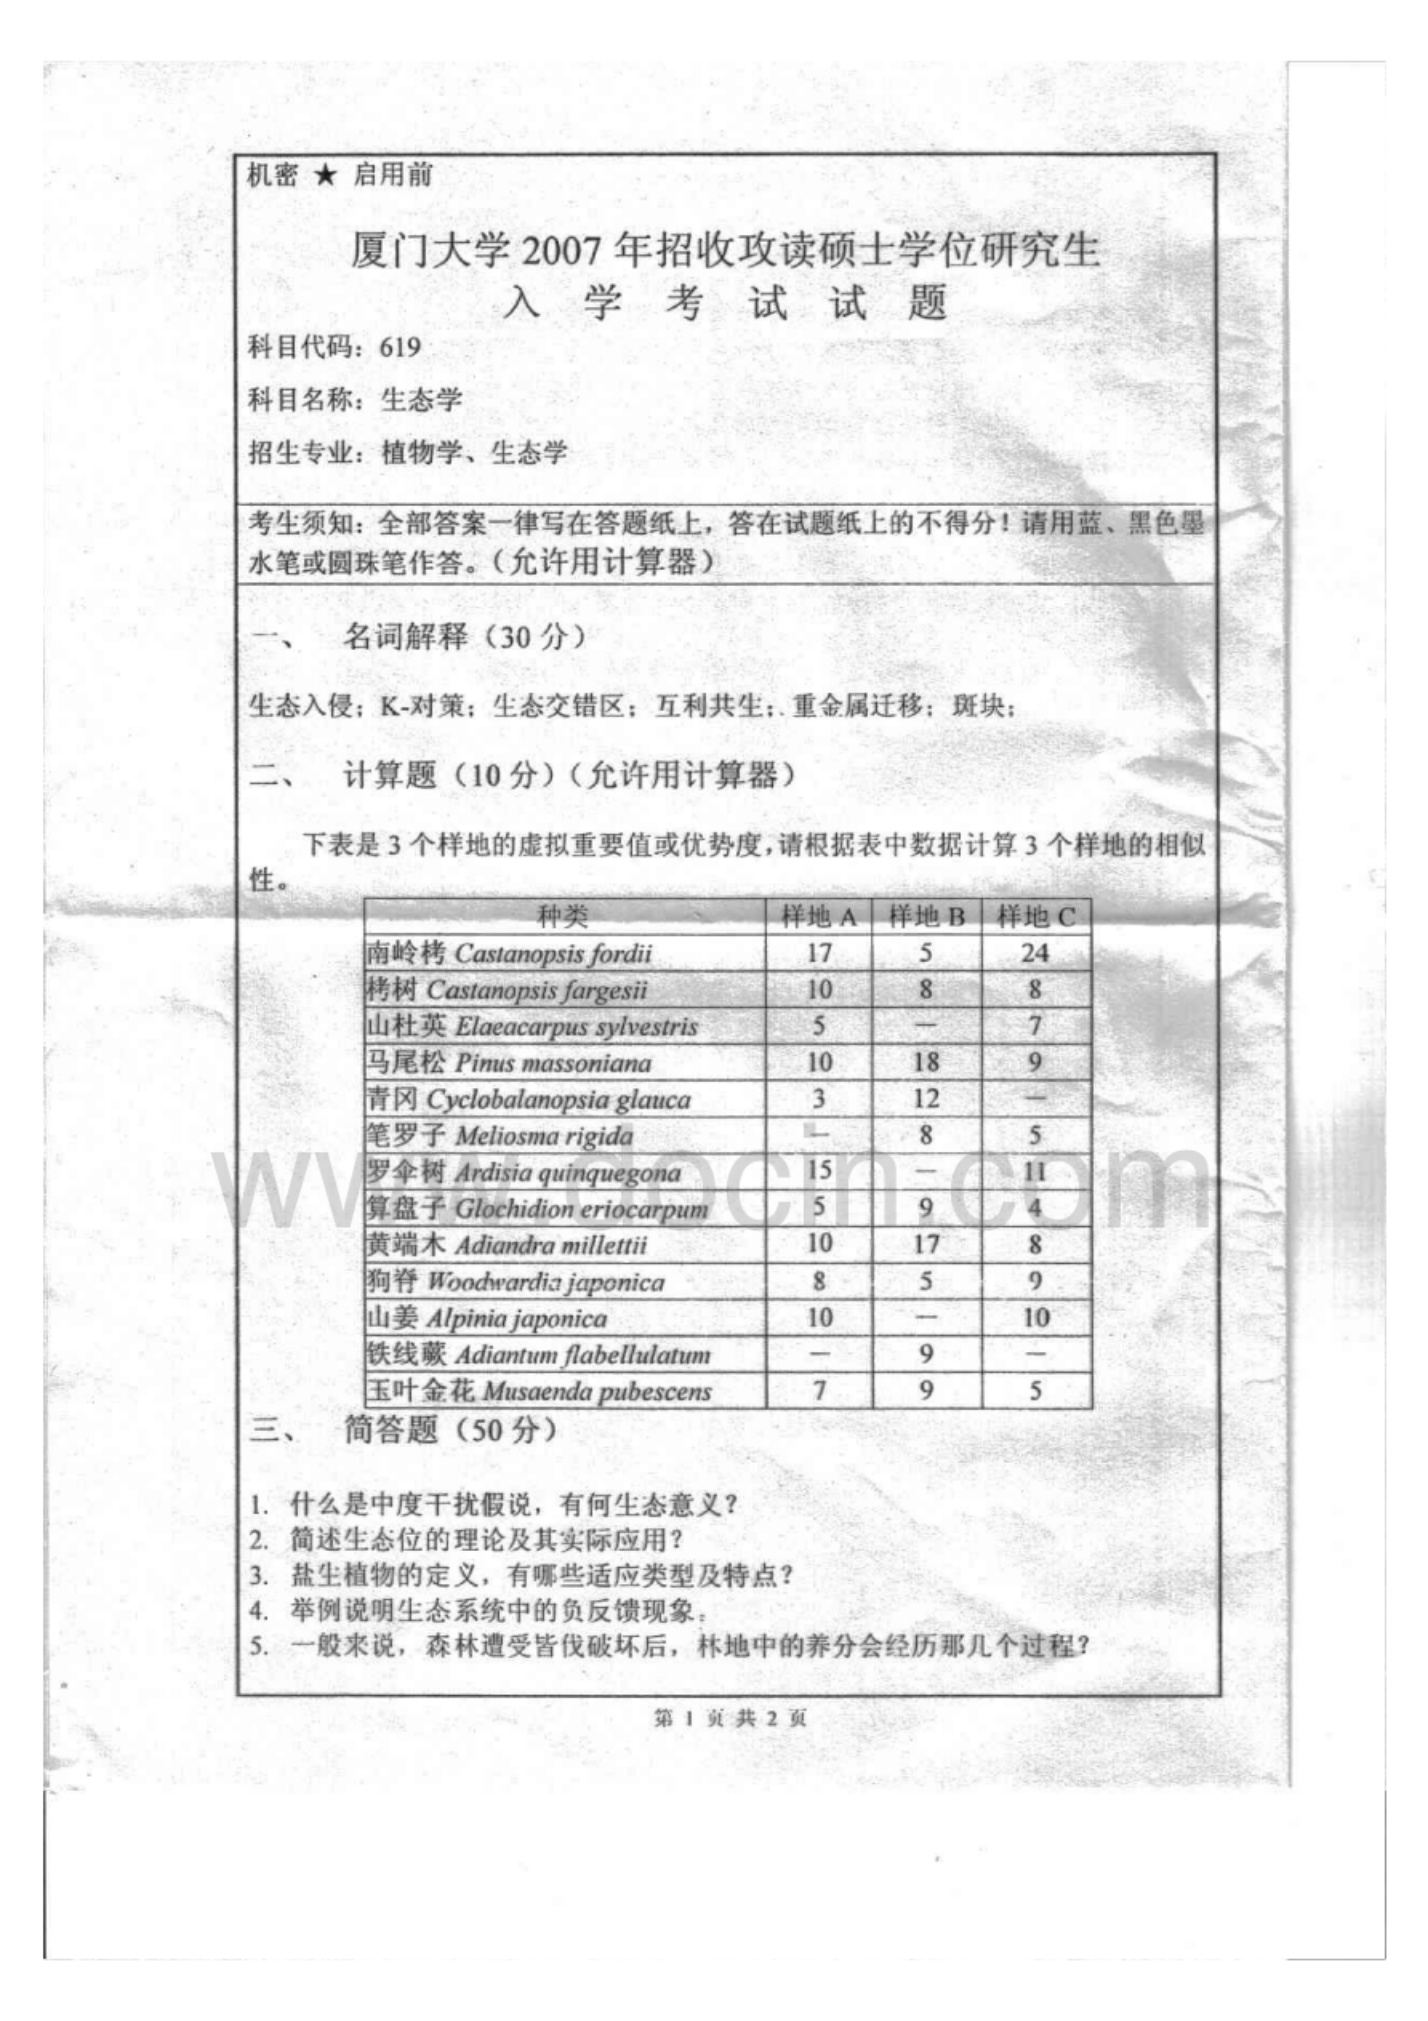 机密 ★ 启用前
厦门大学 2007 年招收攻读硕士学位研究生
入 学 考 试 试 题
科目代码：619
科目名称：生态学
招生专业：植物学、生态学
考生须知：全部答案一律写在答题纸上，答在试题纸上的不得分！请用蓝、黑色墨
水笔或圆珠笔作答。（允许用计算器）
一、 名词解释（30 分）
生态入侵；K-对策；生态交错区；互利共生；重金属迁移；斑块；
二、 计算题（10 分）（允许用计算器）
下表是 3 个样地的虚拟重要值或优势度，请根据表中数据计算 3 个样地的相似
性。
种类 样地 A 样地 B 样地 C
南岭栲 Castanopsis fordii 17 5 24
栲树 Castanopsis fargesii 10 8 8
山杜英 Elaeacarpus sylvestris 5 — 7
马尾松 Pinus massoniana 10 18 9
青冈 Cyclobalanopsia glauca 3 12 —
笔罗子 Meliosma rigida — 8 5
罗伞树 Ardisia quinquegona 15 — 11
算盘子 Glochidion eriocarpum 5 9 4
黄端木 Adiandra millettii 10 17 8
狗脊 Woodwardia japonica 8 5 9
山姜 Alpinia japonica 10 — 10
铁线蕨 Adiantum flabellulatum — 9 —
玉叶金花 Musaenda pubescens 7 9 5
www.docin.com
三、 简答题（50 分）
1. 什么是中度干扰假说，有何生态意义？
2. 简述生态位的理论及其实际应用？
3. 盐生植物的定义，有哪些适应类型及特点？
4. 举例说明生态系统中的负反馈现象。
5. 一般来说，森林遭受皆伐破坏后，林地中的养分会经历那几个过程？
第 1 页 共 2 页